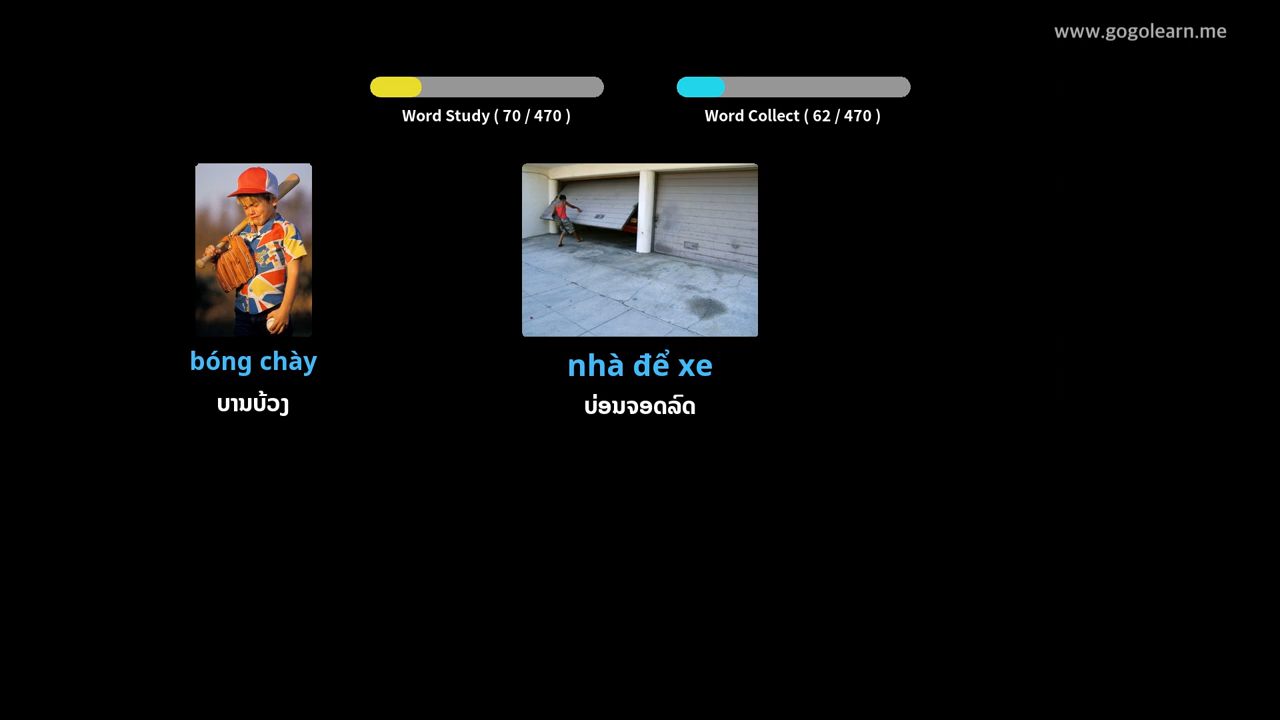 www.gogolearn.me
Word Study ( 70 / 470 )
Word Collect ( 62 / 470 )
bóng chày
ບານບ້ວງ
nhà để xe
ບ່ອນຈອດລົດ